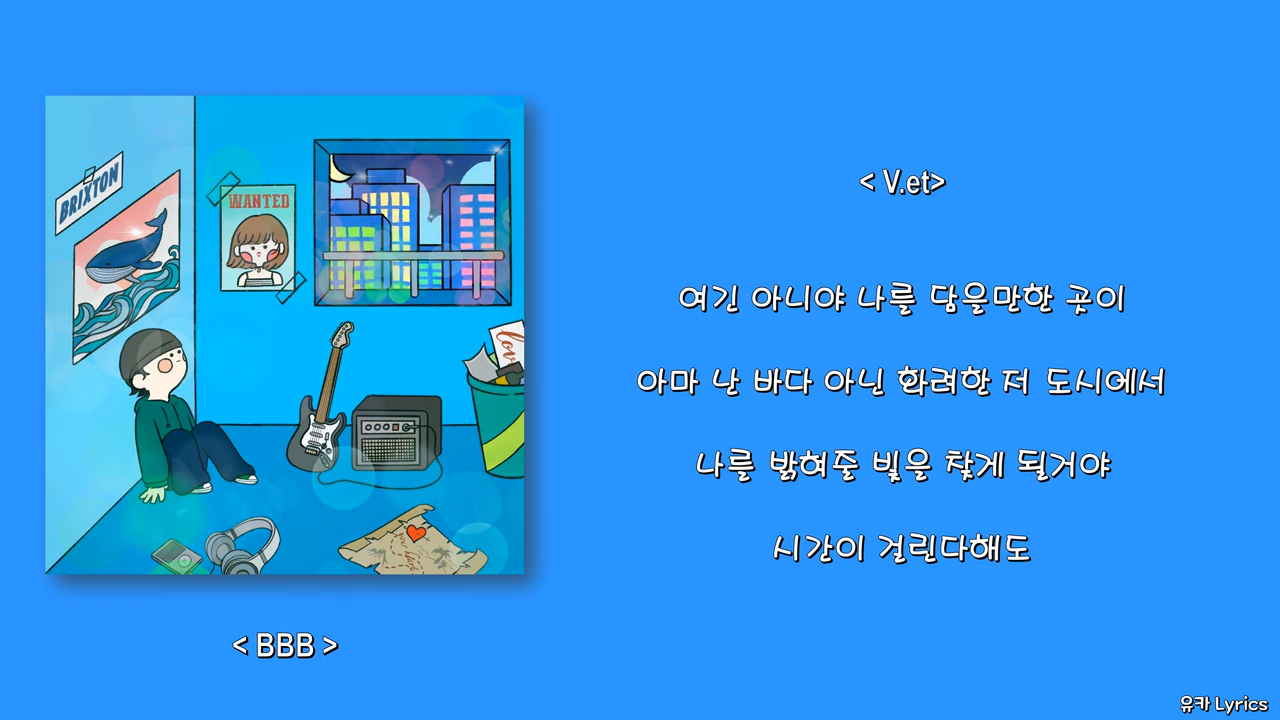 BRIXTON
WANTED
lov
< BBB >
< V.et>
여긴 아니야 나를 담을만한 곳이
아마 난 바다 아닌 화려한 저 도시에서
나를 밝혀줄 빛을 찾게 될거야
시간이 걸린다해도
유카 Lyrics